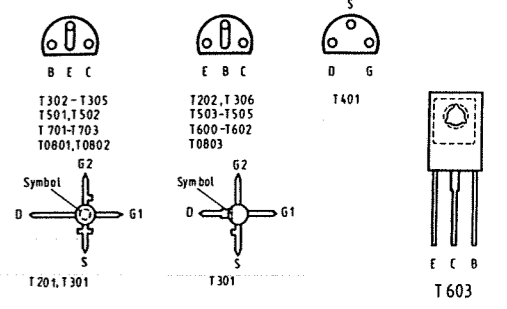 S
B E C
E B C
D G
T302-T305
T501,T502
T701-T703
T0801,T0802
T202,T306
T503-T505
T600-T602
T0803
T401
G2
Symbol
D
G1
S
T201,T301
G2
Symbol
D
G1
S
T301
E C B
T603